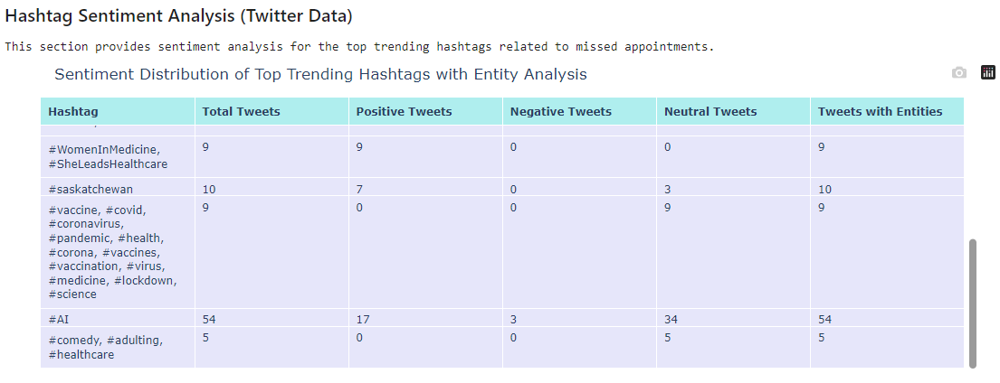 Hashtag Sentiment Analysis (Twitter Data)
This section provides sentiment analysis for the top trending hashtags related to missed appointments.
Sentiment Distribution of Top Trending Hashtags with Entity Analysis
Hashtag Total Tweets Positive Tweets Negative Tweets Neutral Tweets Tweets with Entities
#WomenInMedicine, 9 9 0 0 9
#SheLeadsHealthcare
#saskatchewan 10 7 0 3 10
#vaccine, #covid, 9 0 0 9 9
#coronavirus,
#pandemic, #health,
#corona, #vaccines,
#vaccination, #virus,
#medicine, #lockdown,
#science
#AI 54 17 3 34 54
#comedy, #adulting, 5 0 0 5 5
#healthcare